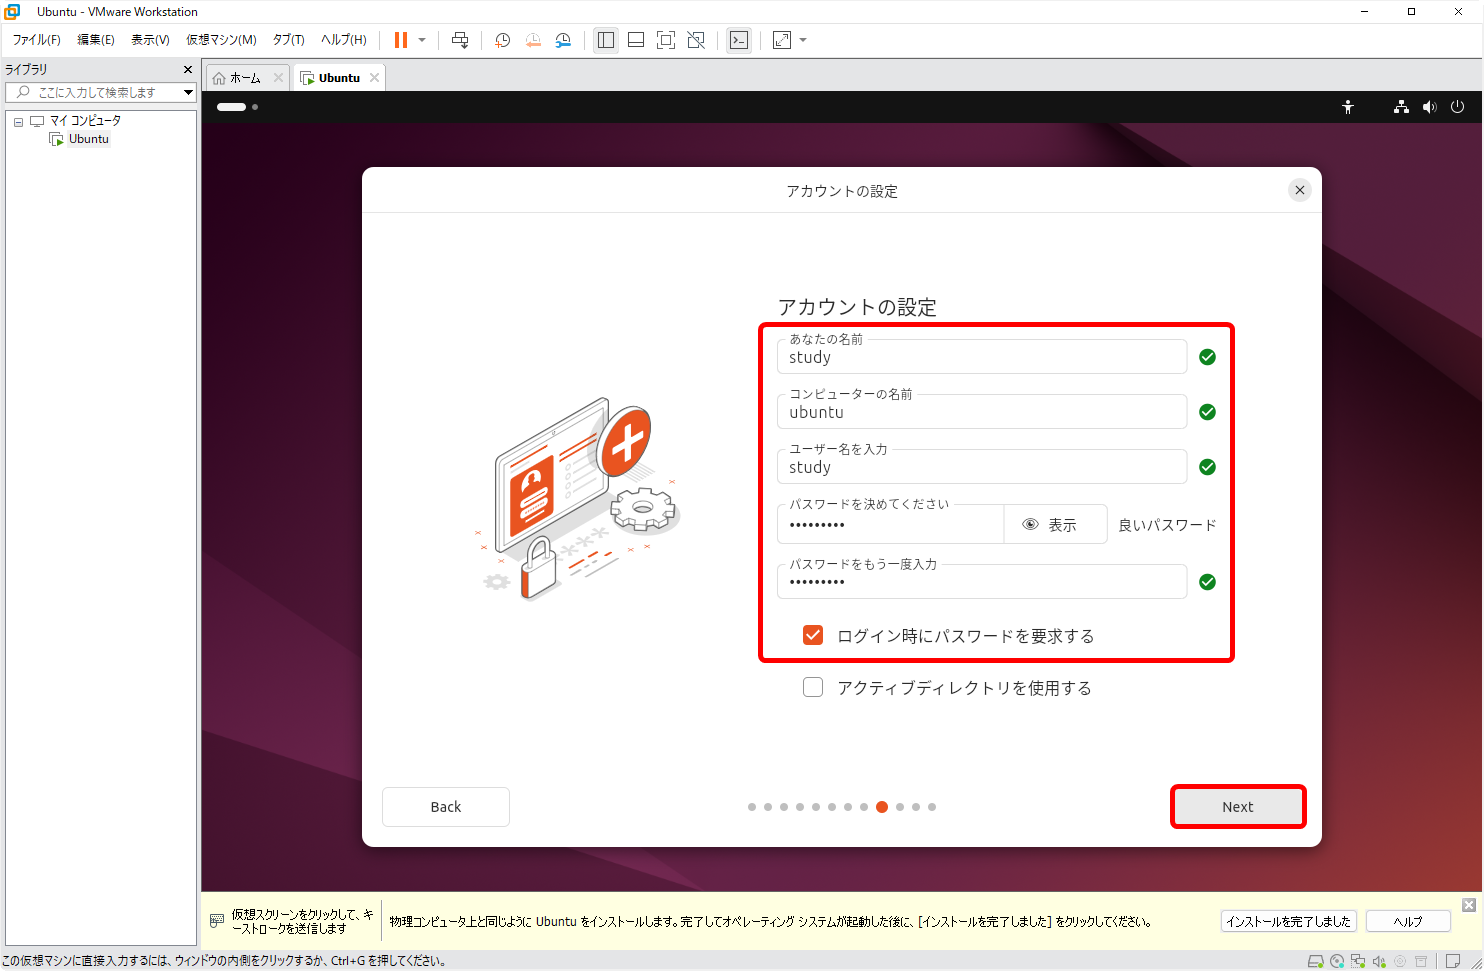 Ubuntu - VMware Workstation
ファイル(F) 編集(E) 表示(V) 仮想マシン(M) タブ(T) ヘルプ(H)
ライブラリ
ここに入力して検索します
マイ コンピュータ
Ubuntu
ホーム
Ubuntu
アカウントの設定
アカウントの設定
あなたの名前
study
コンピューターの名前
ubuntu
ユーザー名を入力
study
パスワードを決めてください
•••••••••
表示
良いパスワード
パスワードをもう一度入力
•••••••••
ログイン時にパスワードを要求する
アクティブディレクトリを使用する
Back
Next
仮想スクリーンをクリックして、キ
ーストロークを送信します
物理コンピュータ上と同じように Ubuntu をインストールします。完了してオペレーティング システムが起動した後に、[インストールを完了しました] をクリックしてください。
インストールを完了しました
ヘルプ
この仮想マシンに直接入力するには、ウィンドウの内側をクリックするか、Ctrl+G を押してください。